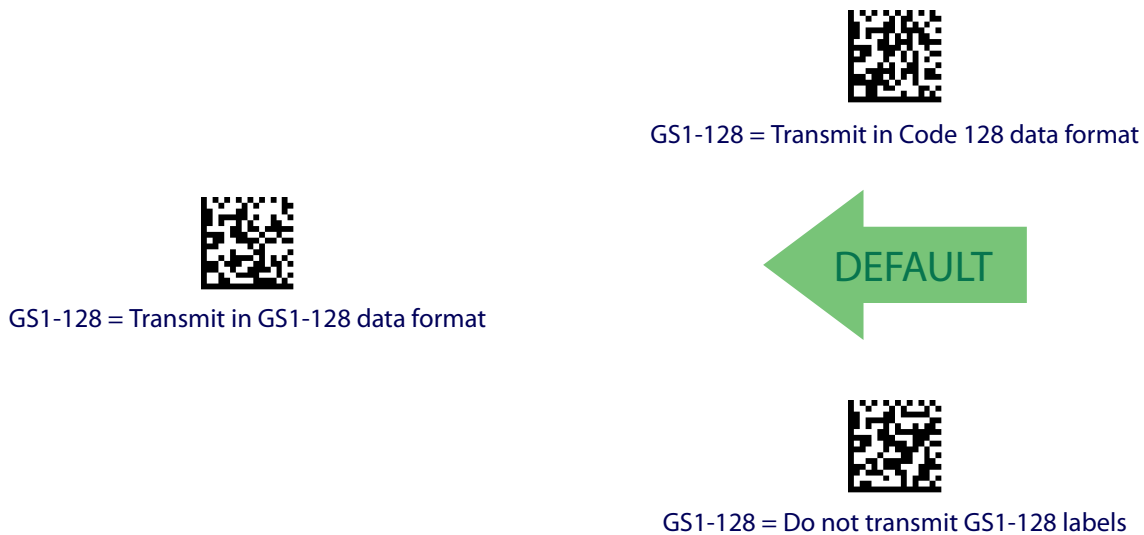 GS1-128 = Transmit in Code 128 data format
DEFAULT
GS1-128 = Transmit in GS1-128 data format
GS1-128 = Do not transmit GS1-128 labels